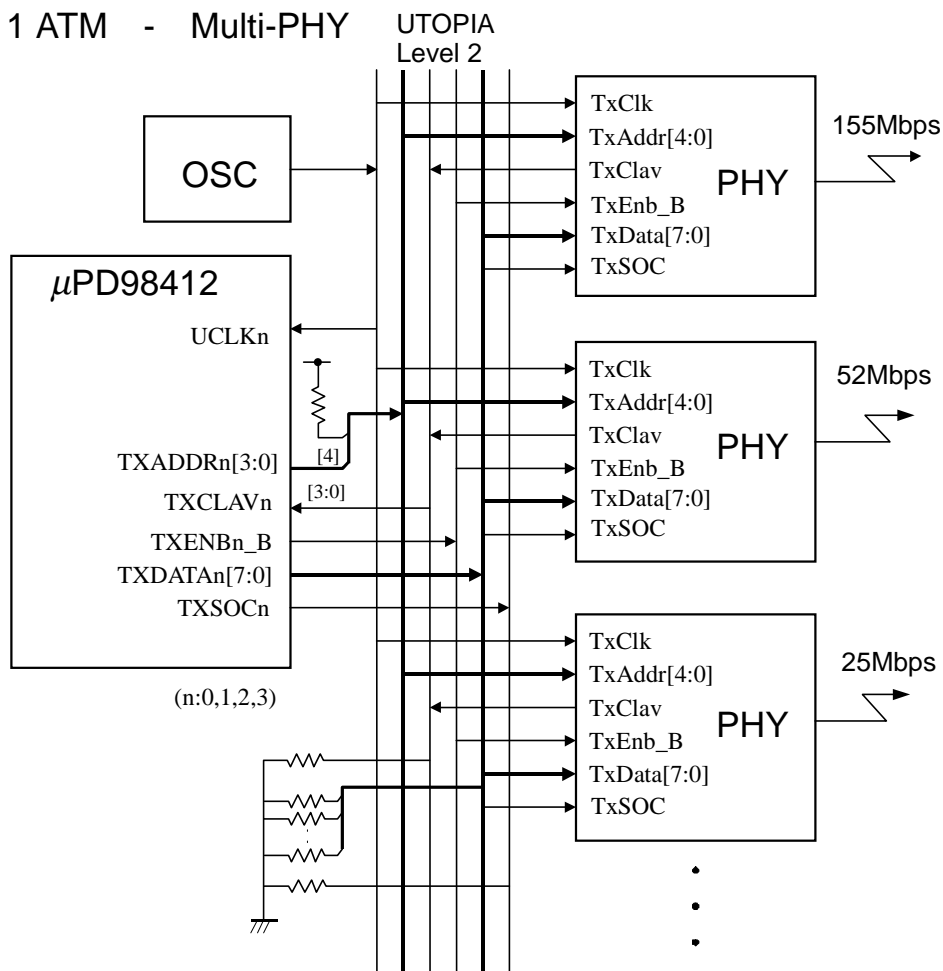 1 ATM - Multi-PHY
UTOPIA
Level 2
OSC
μPD98412
UCLKn
[4]
TXADDRn[3:0]
[3:0]
TXCLAVn
TXENBn_B
TXDATAn[7:0]
TXSOCn
(n:0,1,2,3)
TxClk
TxAddr[4:0]
TxClav
PHY
TxEnb_B
TxData[7:0]
TxSOC
155Mbps
TxClk
TxAddr[4:0]
TxClav
PHY
TxEnb_B
TxData[7:0]
TxSOC
52Mbps
TxClk
TxAddr[4:0]
TxClav
PHY
TxEnb_B
TxData[7:0]
TxSOC
25Mbps